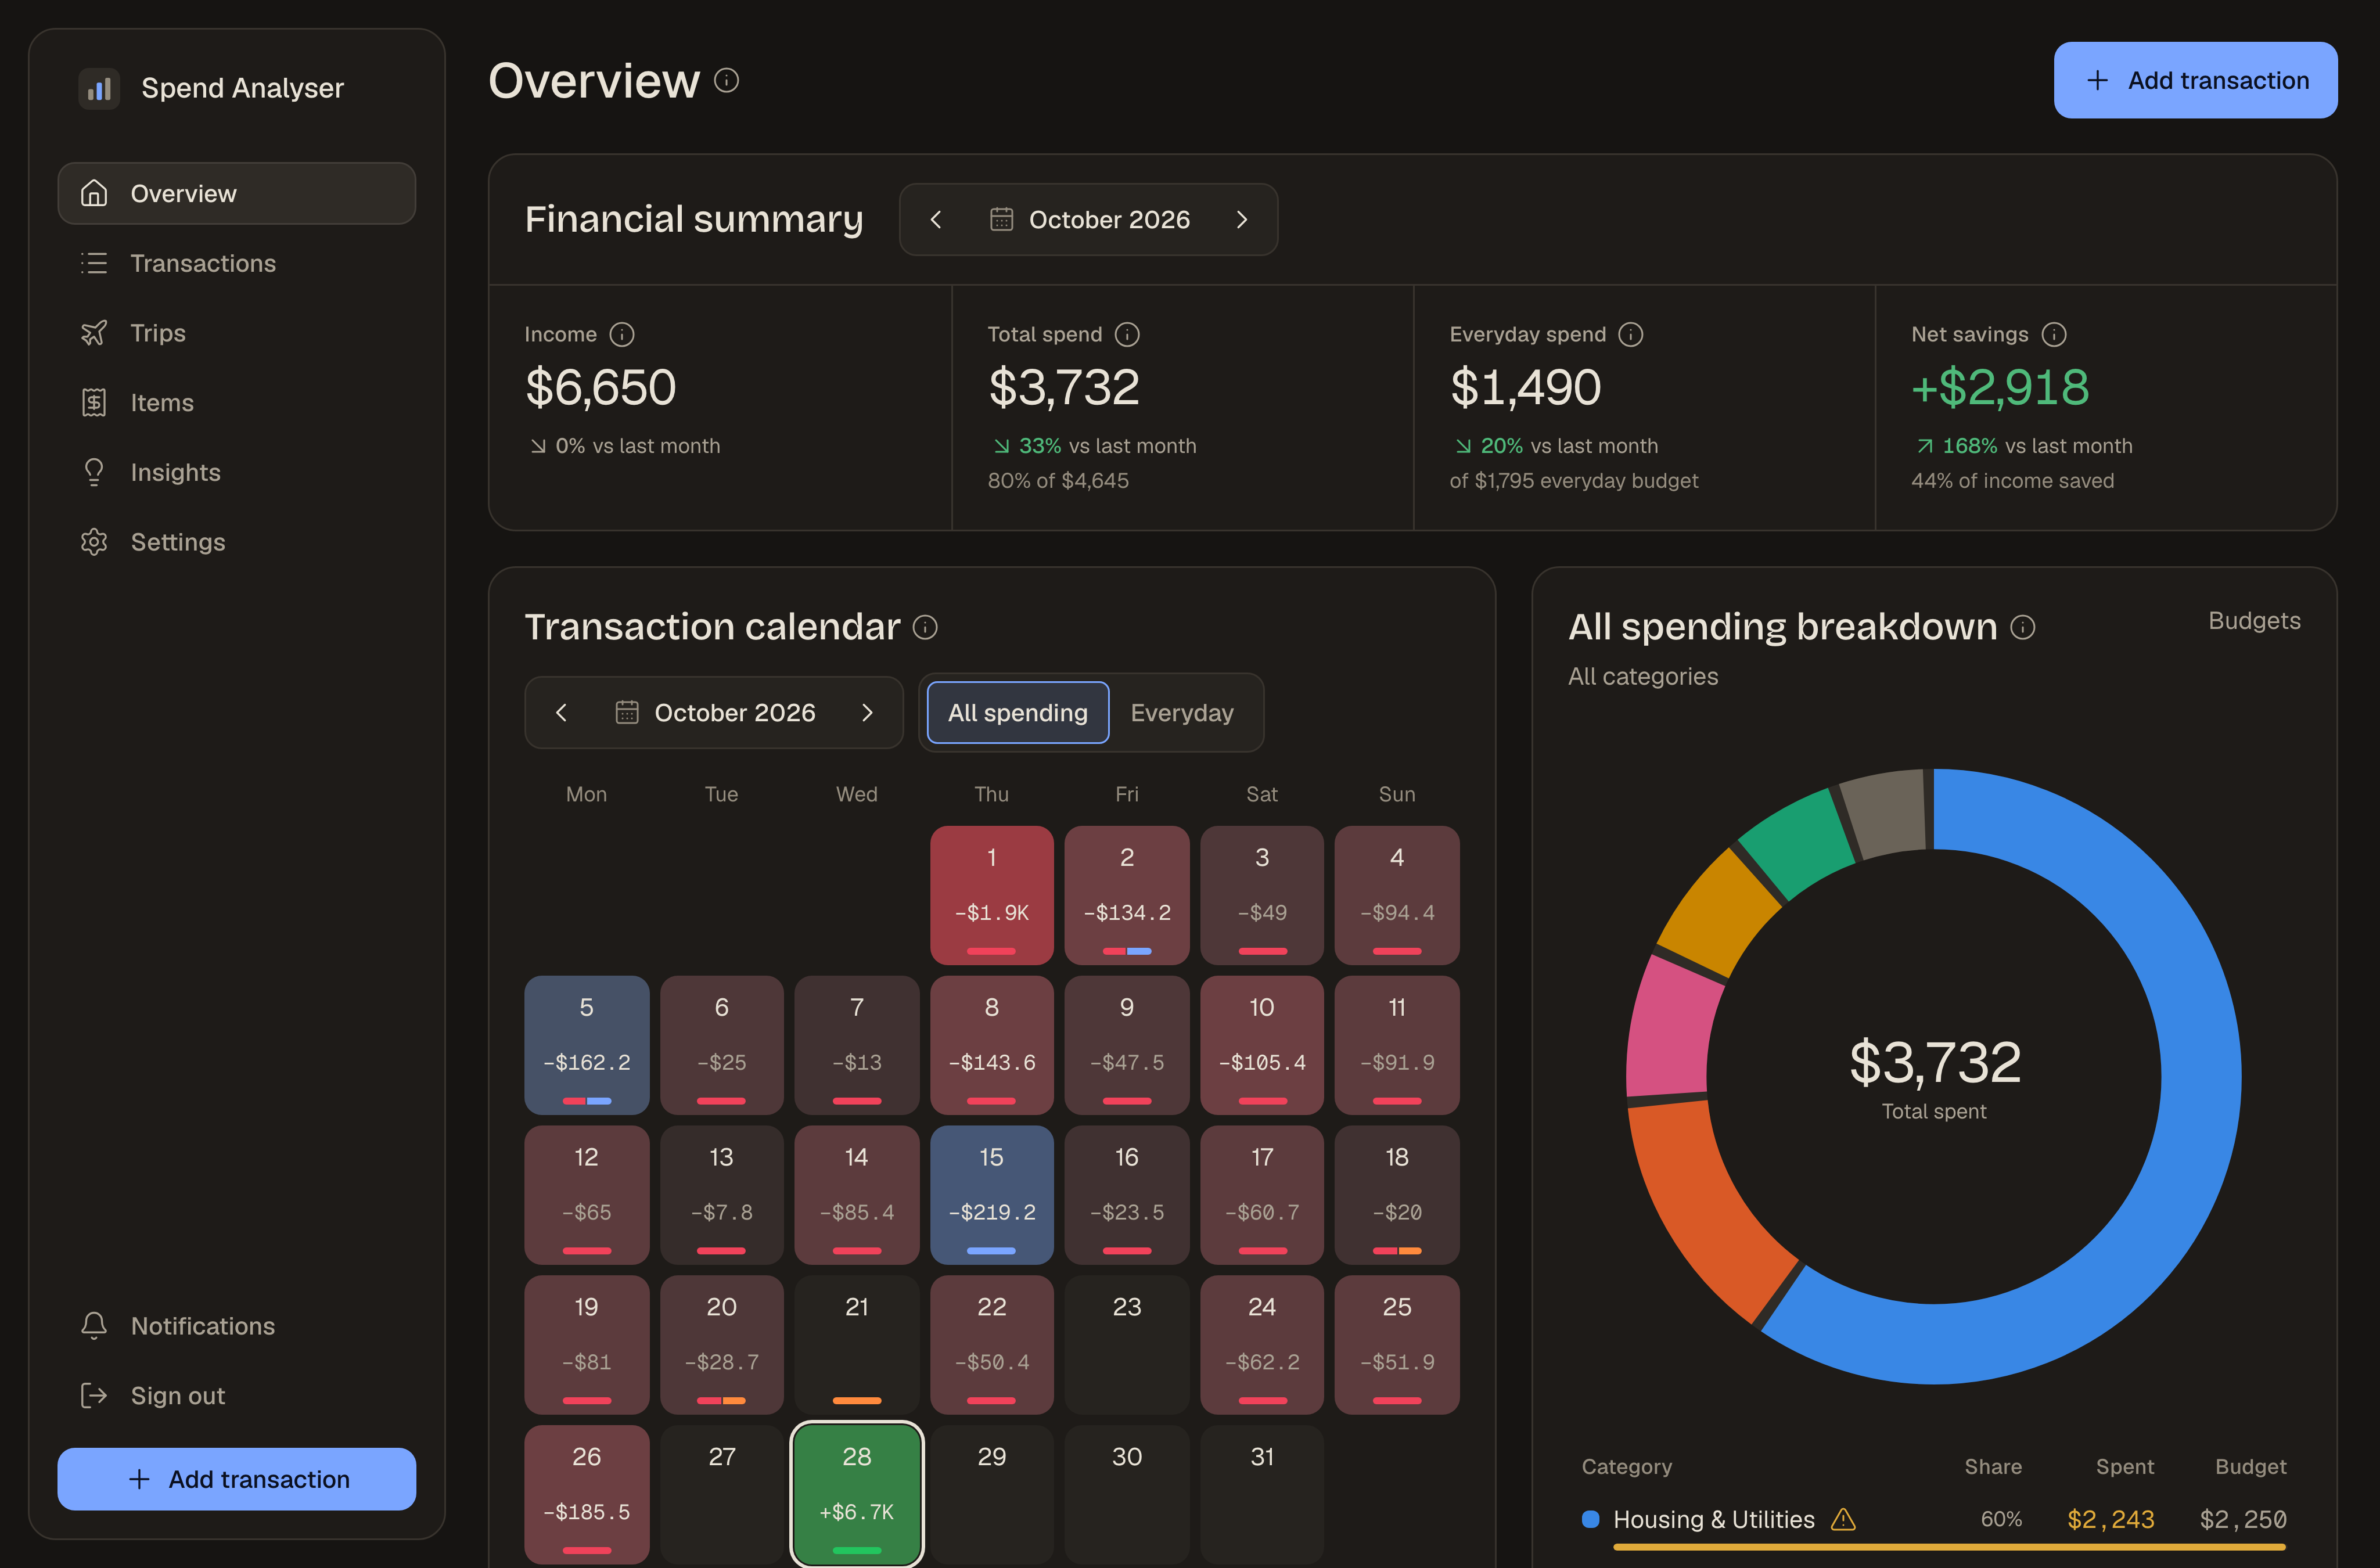 Spend Analyser
Overview
Transactions
Trips
Items
Insights
Settings
Notifications
Sign out
Add transaction
Overview
Add transaction
Financial summary
October 2026
Income
$6,650
0% vs last month
Total spend
$3,732
33% vs last month
80% of $4,645
Everyday spend
$1,490
20% vs last month
of $1,795 everyday budget
Net savings
+$2,918
168% vs last month
44% of income saved
Transaction calendar
October 2026
All spending Everyday
Mon Tue Wed Thu Fri Sat Sun
1 2 3 4
-$1.9K -$134.2 -$49 -$94.4
5 6 7 8 9 10 11
-$162.2 -$25 -$13 -$143.6 -$47.5 -$105.4 -$91.9
12 13 14 15 16 17 18
-$65 -$7.8 -$85.4 -$219.2 -$23.5 -$60.7 -$20
19 20 21 22 23 24 25
-$81 -$28.7 -$50.4 -$62.2 -$51.9
26 27 28 29 30 31
-$185.5 +$6.7K
All spending breakdown
Budgets
All categories
$3,732
Total spent
Category Share Spent Budget
Housing & Utilities 60% $2,243 $2,250